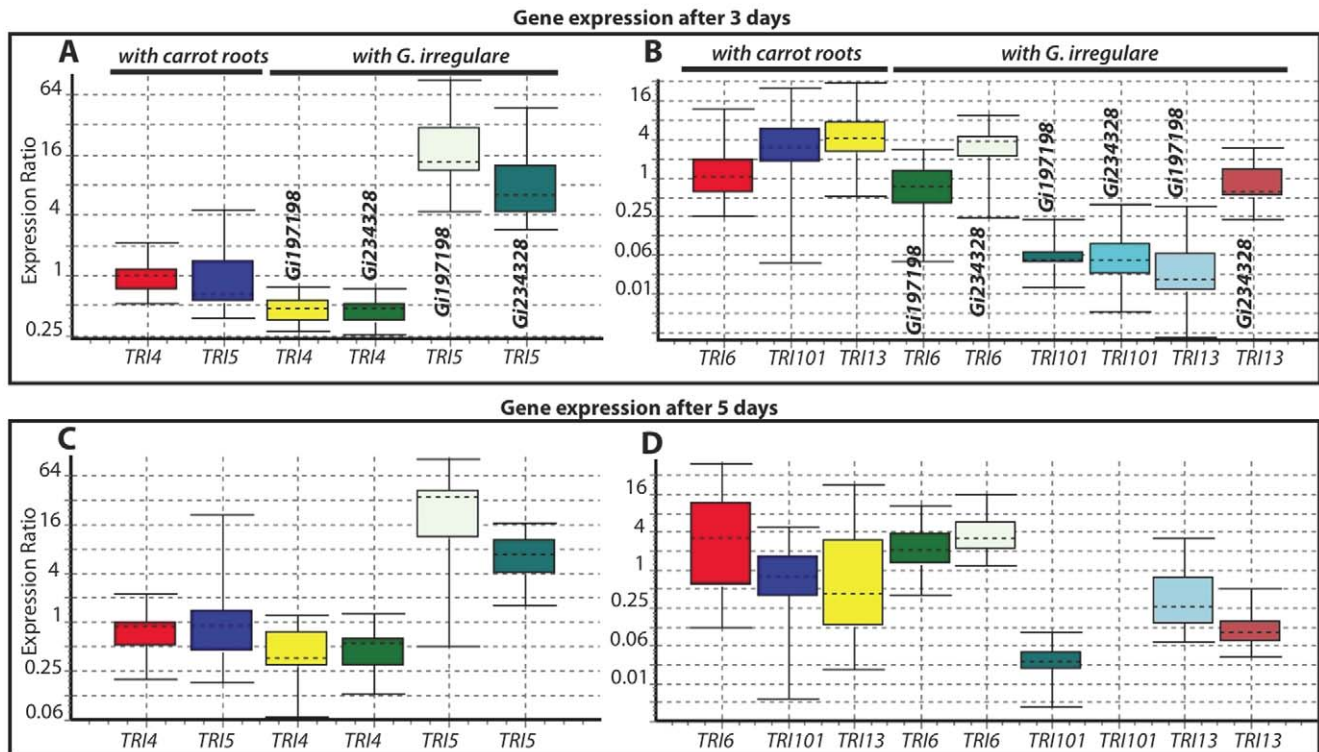 Gene expression after 3 days
A
with carrot roots
with G. irregulare
Expression Ratio
64
16
4
1
0.25
Gi197198
Gi234328
Gi197198
Gi234328
TRI4 TRI5 TRI4 TRI4 TRI5 TRI5
B
with carrot roots
with G. irregulare
16
4
1
0.25
0.06
0.01
Gi197198
Gi234328
Gi197198
Gi234328
Gi197198
Gi234328
TRI6 TRI101 TRI13 TRI6 TRI6 TRI101 TRI101 TRI13 TRI13
Gene expression after 5 days
C
Expression Ratio
64
16
4
1
0.25
0.06
TRI4 TRI5 TRI4 TRI4 TRI5 TRI5
D
16
4
1
0.25
0.06
0.01
TRI6 TRI101 TRI13 TRI6 TRI6 TRI101 TRI101 TRI13 TRI13